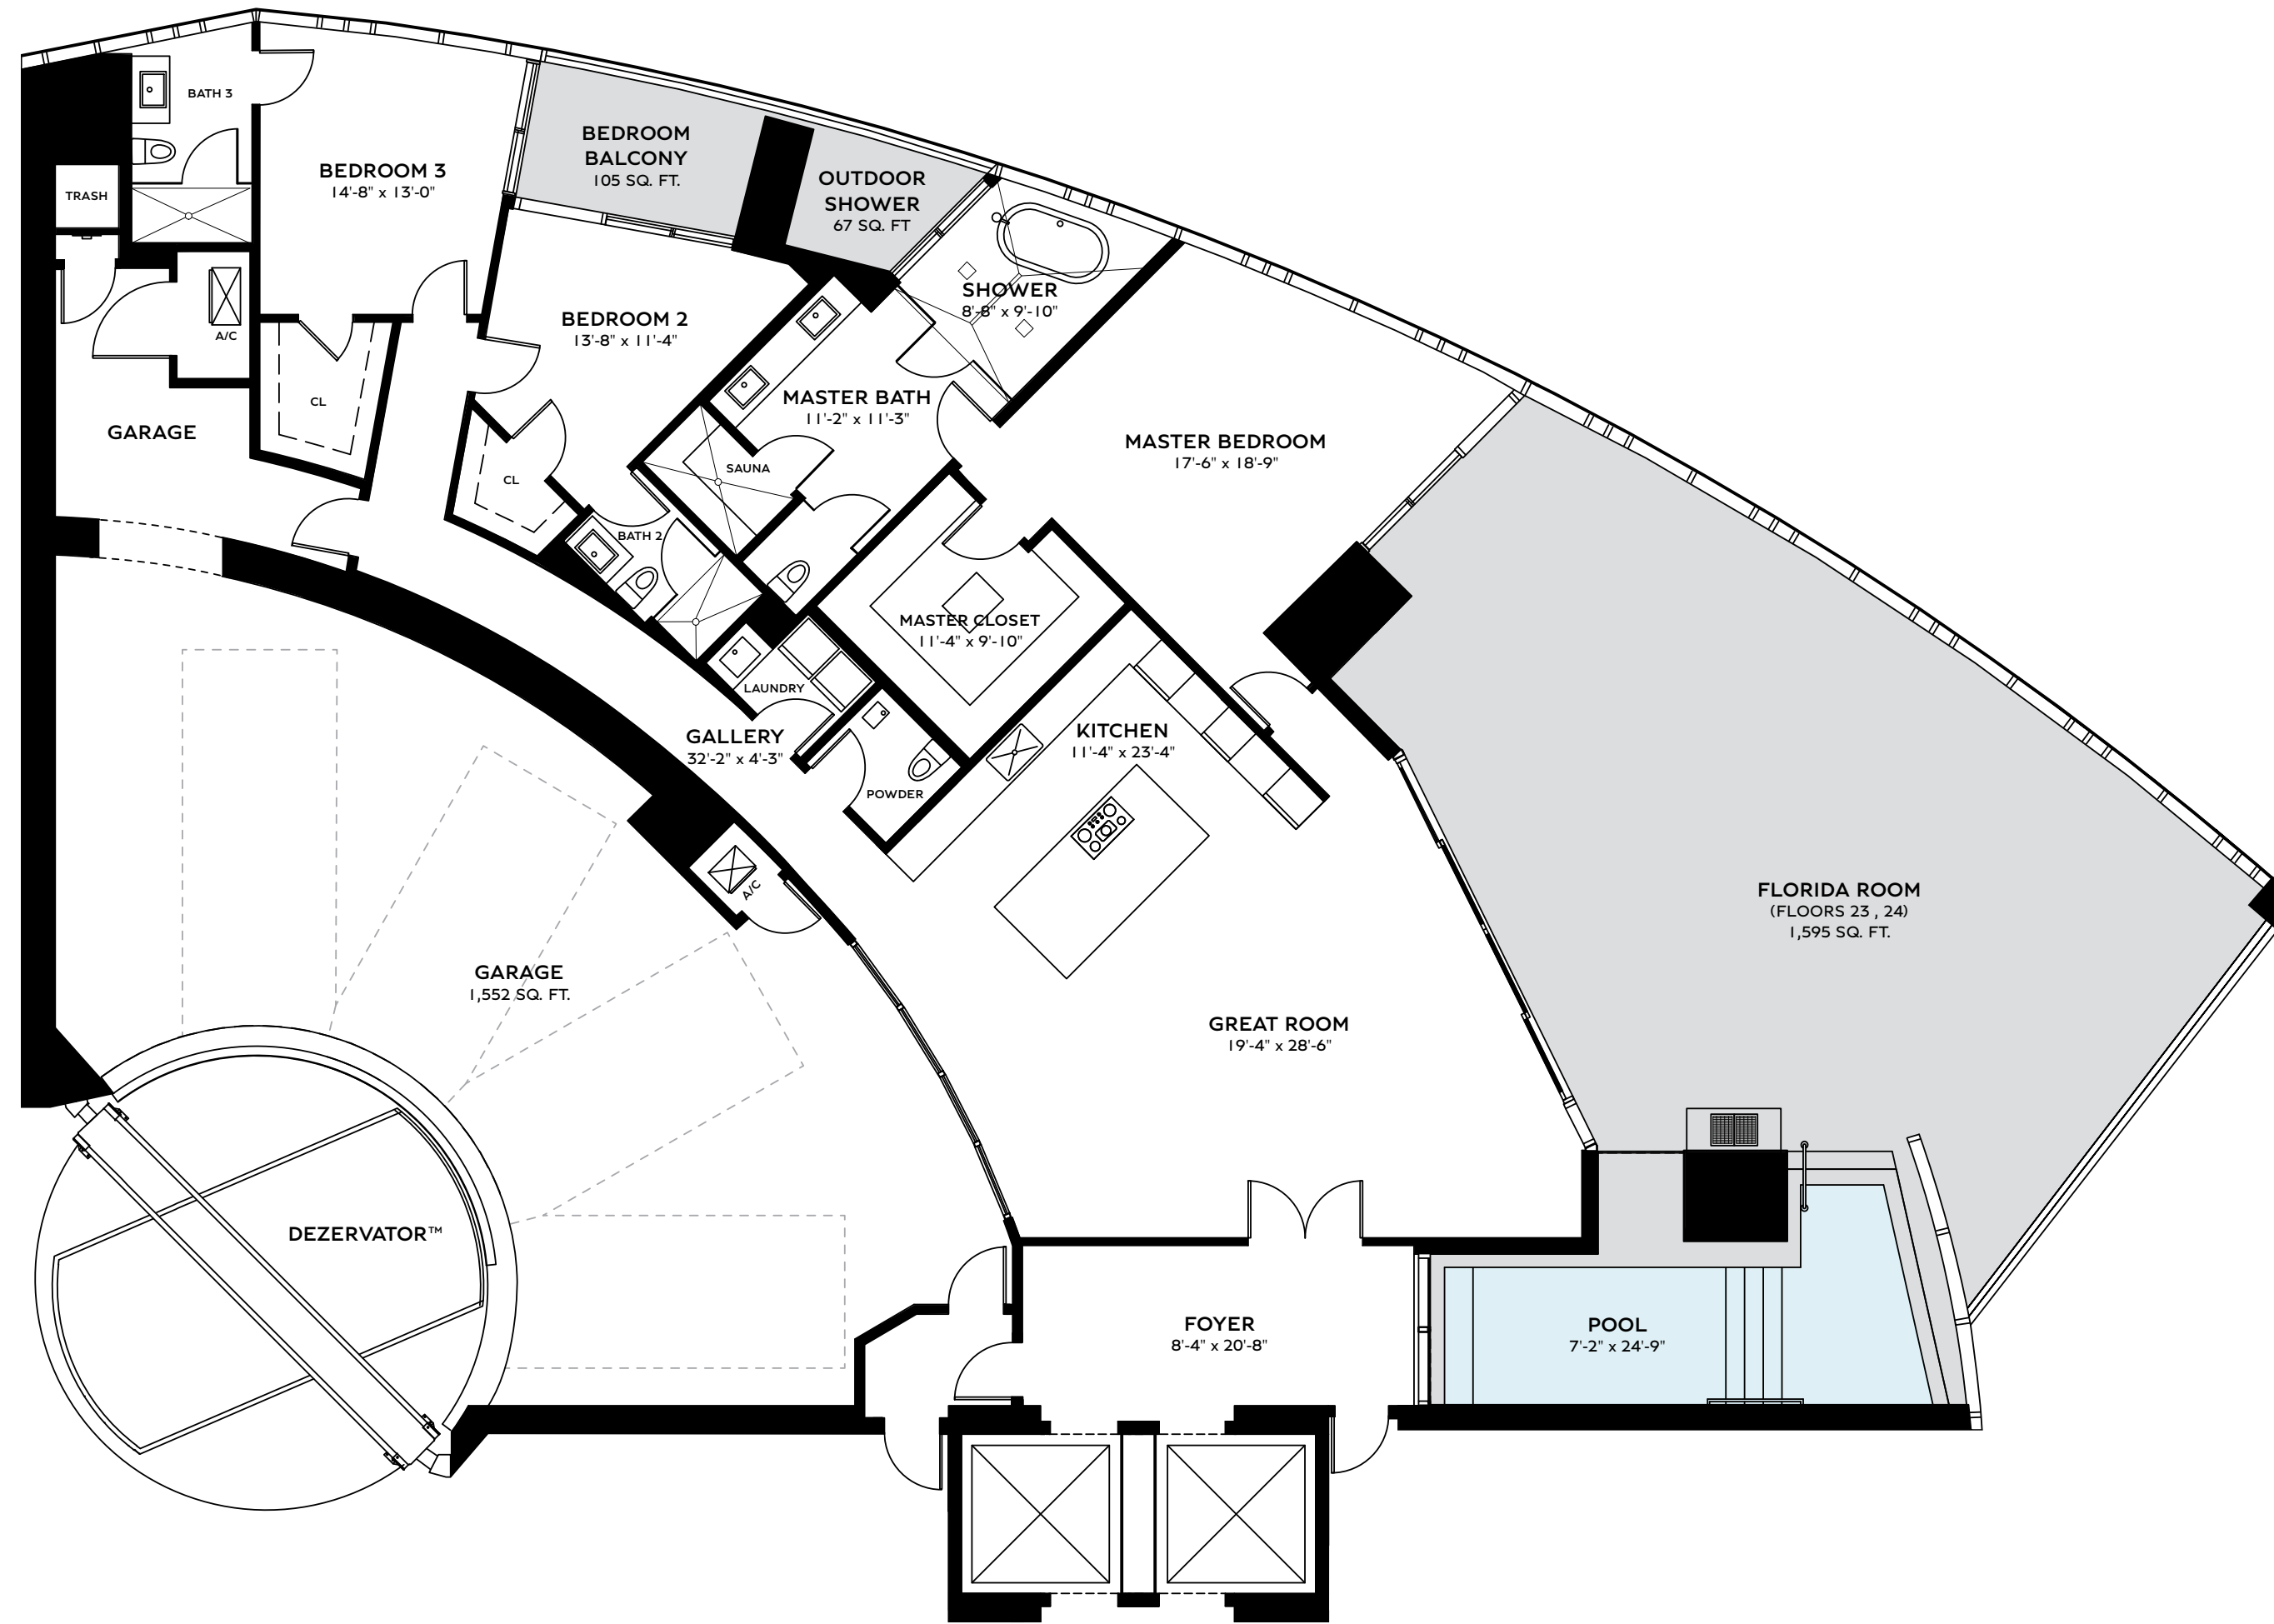 BATH 3
BEDROOM 3
14'-8" x 13'-0"
TRASH
A/C
CL
GARAGE
BEDROOM
BALCONY
105 SQ. FT.
OUTDOOR
SHOWER
67 SQ. FT
SHOWER
8'-8" x 9'-10"
BEDROOM 2
13'-8" x 11'-4"
MASTER BATH
11'-2" x 11'-3"
SAUNA
CL
BATH 2
MASTER BEDROOM
17'-6" x 18'-9"
MASTER CLOSET
11'-4" x 9'-10"
LAUNDRY
GALLERY
32'-2" x 4'-3"
POWDER
KITCHEN
11'-4" x 23'-4"
A/C
FLORIDA ROOM
(FLOORS 23 , 24)
1,595 SQ. FT.
GARAGE
1,552 SQ. FT.
GREAT ROOM
19'-4" x 28'-6"
DEZERVATOR™
FOYER
8'-4" x 20'-8"
POOL
7'-2" x 24'-9"